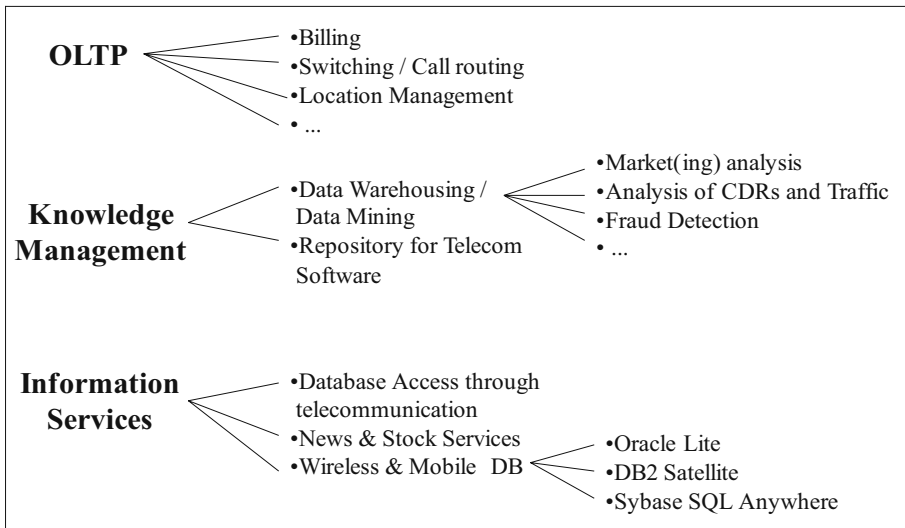 OLTP
•Billing
•Switching / Call routing
•Location Management
• ...
Knowledge
Management
•Data Warehousing /
Data Mining
•Repository for Telecom
Software
•Market(ing) analysis
•Analysis of CDRs and Traffic
•Fraud Detection
• ...
Information
Services
•Database Access through
telecommunication
•News & Stock Services
•Wireless & Mobile DB
•Oracle Lite
•DB2 Satellite
•Sybase SQL Anywhere